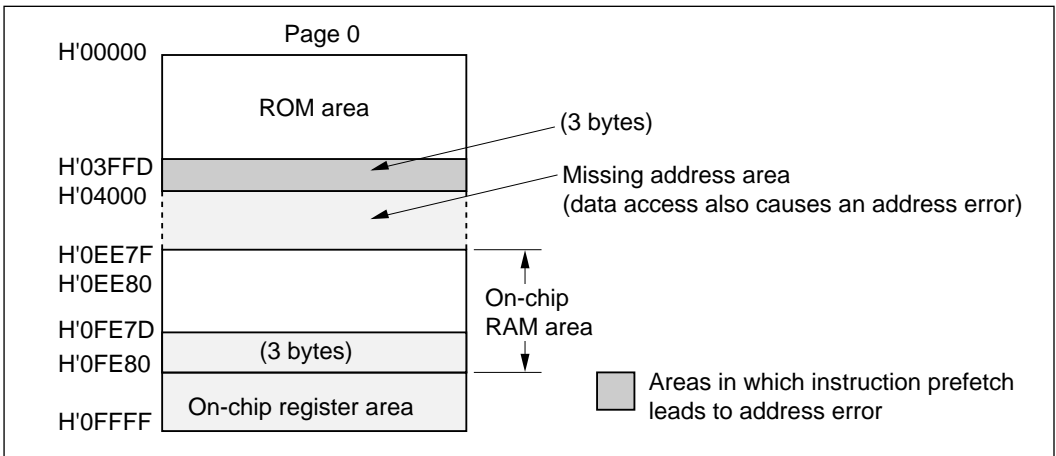 Page 0
H'00000
ROM area
(3 bytes)
H'03FFD
Missing address area
H'04000
(data access also causes an address error)
H'0EE7F
H'0EE80
On-chip
RAM area
H'0FE7D
(3 bytes)
H'0FE80
Areas in which instruction prefetch
leads to address error
On-chip register area
H'0FFFF